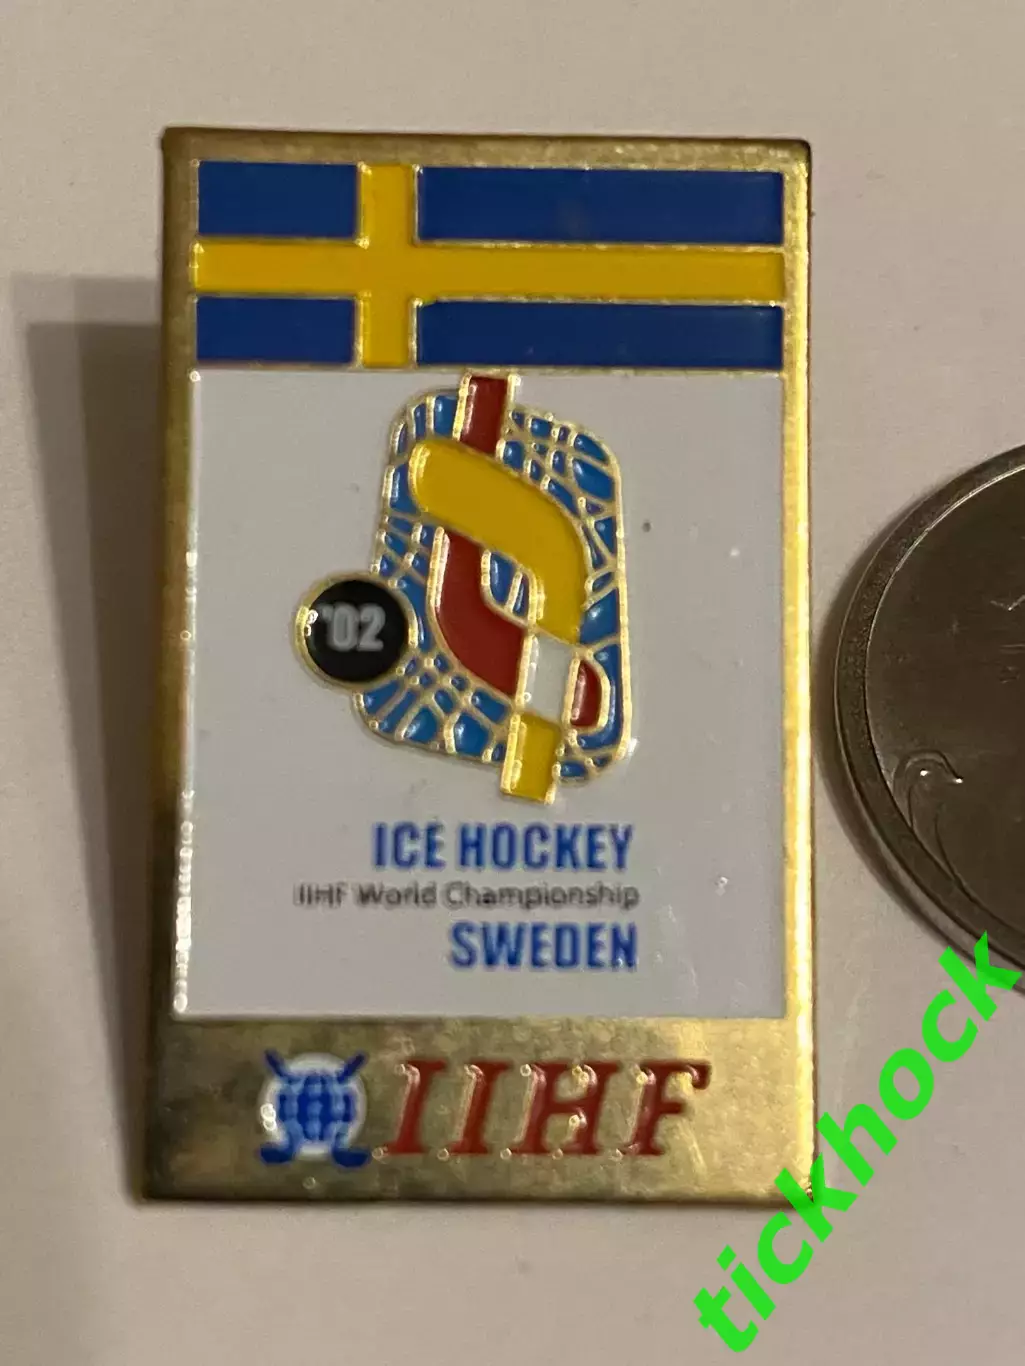 '02
ICE HOCKEY
IIHF World Championship
SWEDEN
IIHF
tickhock